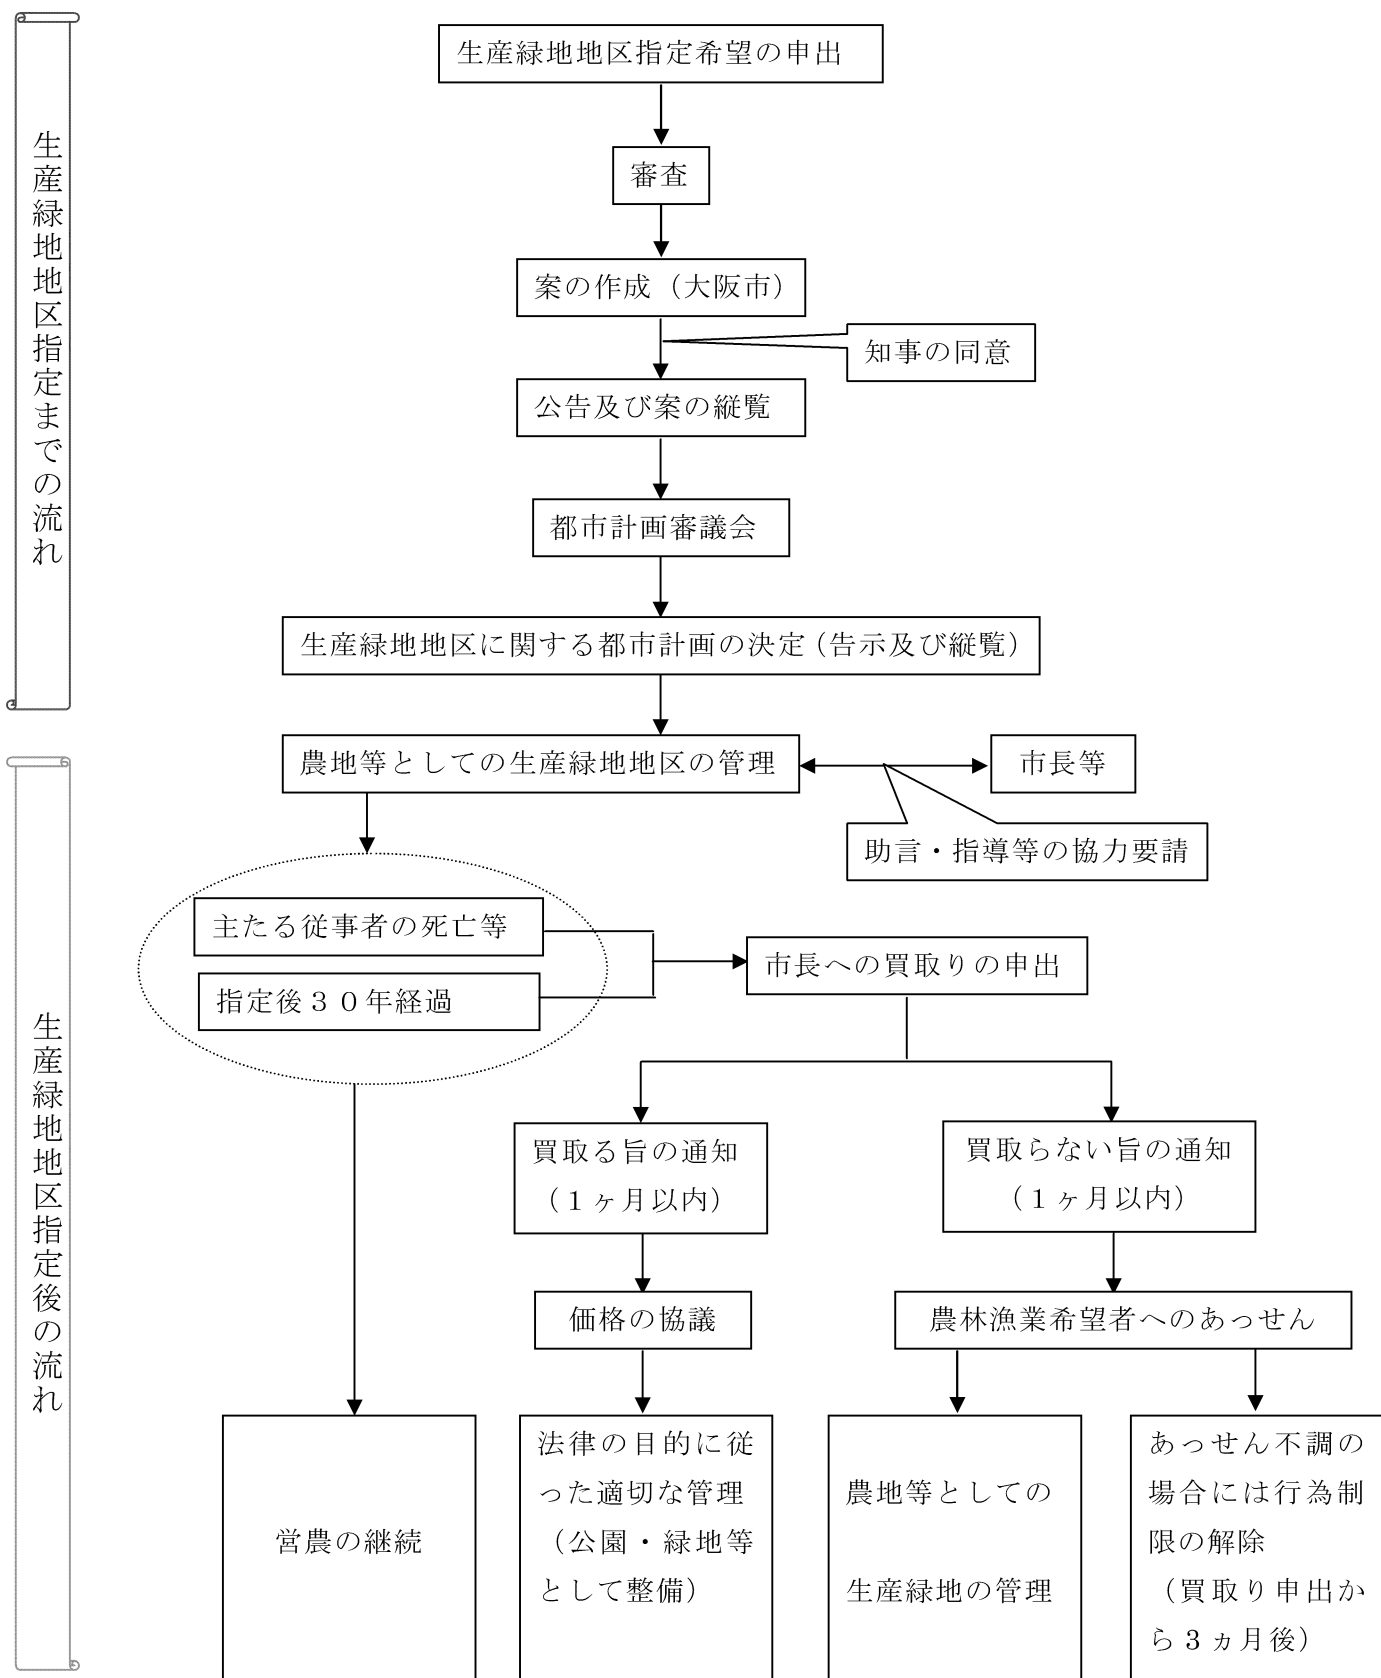 生産緑地地区指定までの流れ
生産緑地地区指定希望の申出
審査
案の作成（大阪市）
知事の同意
公告及び案の縦覧
都市計画審議会
生産緑地地区に関する都市計画の決定（告示及び縦覧）
生産緑地地区指定後の流れ
農地等としての生産緑地地区の管理
市長等
助言・指導等の協力要請
主たる従事者の死亡等
指定後３０年経過
市長への買取りの申出
買取る旨の通知
（１ヶ月以内）
買取らない旨の通知
（１ヶ月以内）
価格の協議
農林漁業希望者へのあっせん
営農の継続
法律の目的に従
った適切な管理
（公園・緑地等
として整備）
農地等としての
生産緑地の管理
あっせん不調の
場合には行為制
限の解除
（買取り申出か
ら３ヵ月後）